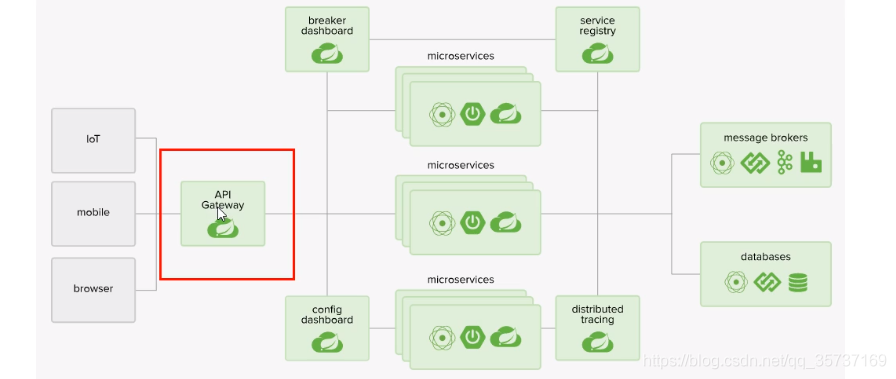 breaker
dashboard
service
registry
microservices
IoT
mobile
browser
API
Gateway
microservices
message brokers
databases
microservices
config
dashboard
distributed
tracing
https://blog.csdn.net/qq_35737169